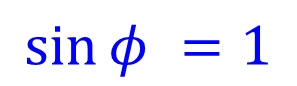 sin ϕ = 1